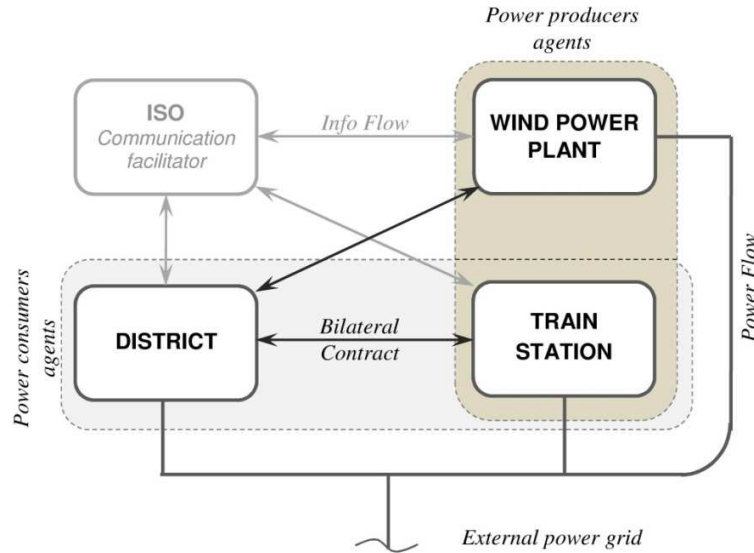 Power producers
agents
ISO
Communication
facilitator
Info Flow
WIND POWER
PLANT
Power consumers
agents
DISTRICT
Bilateral
Contract
TRAIN
STATION
Power Flow
External power grid